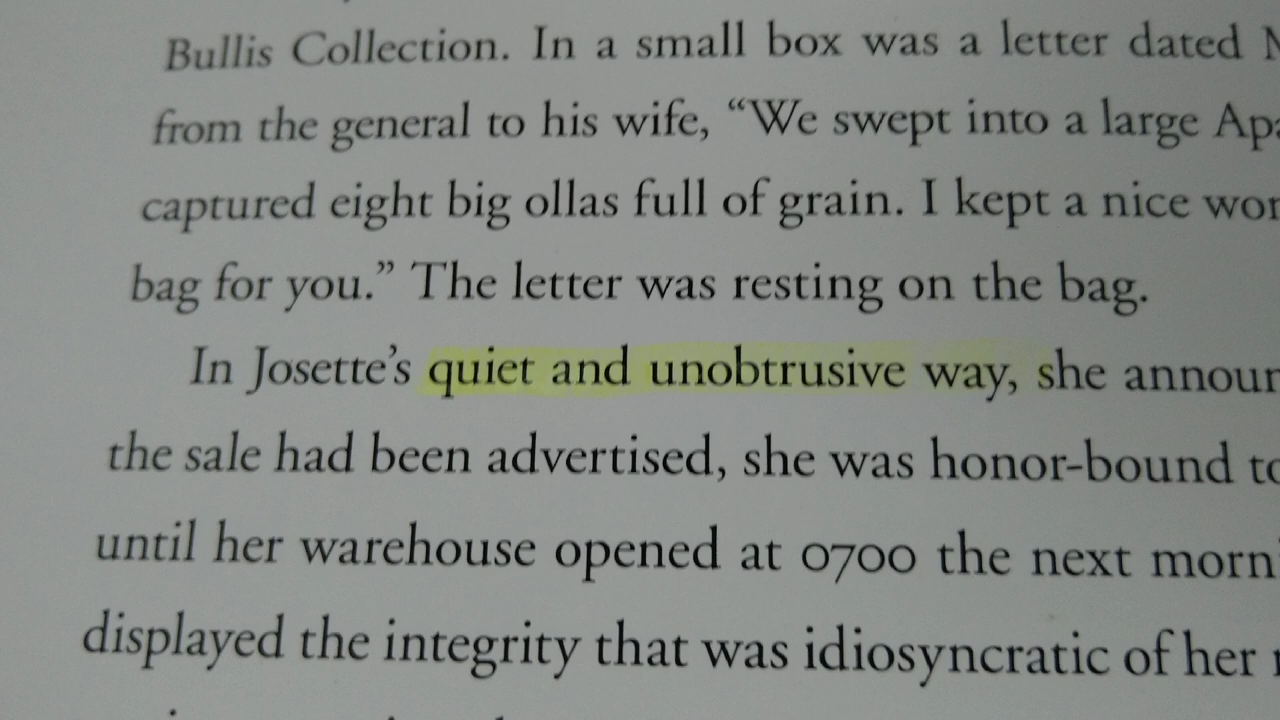 Bullis Collection. In a small box was a letter dated
from the general to his wife, “We swept into a large
captured eight big ollas full of grain. I kept a nice
bag for you.” The letter was resting on the bag.
In Josette’s quiet and unobtrusive way, she
the sale had been advertised, she was honor-bound
until her warehouse opened at 0700 the next
displayed the integrity that was idiosyncratic of her